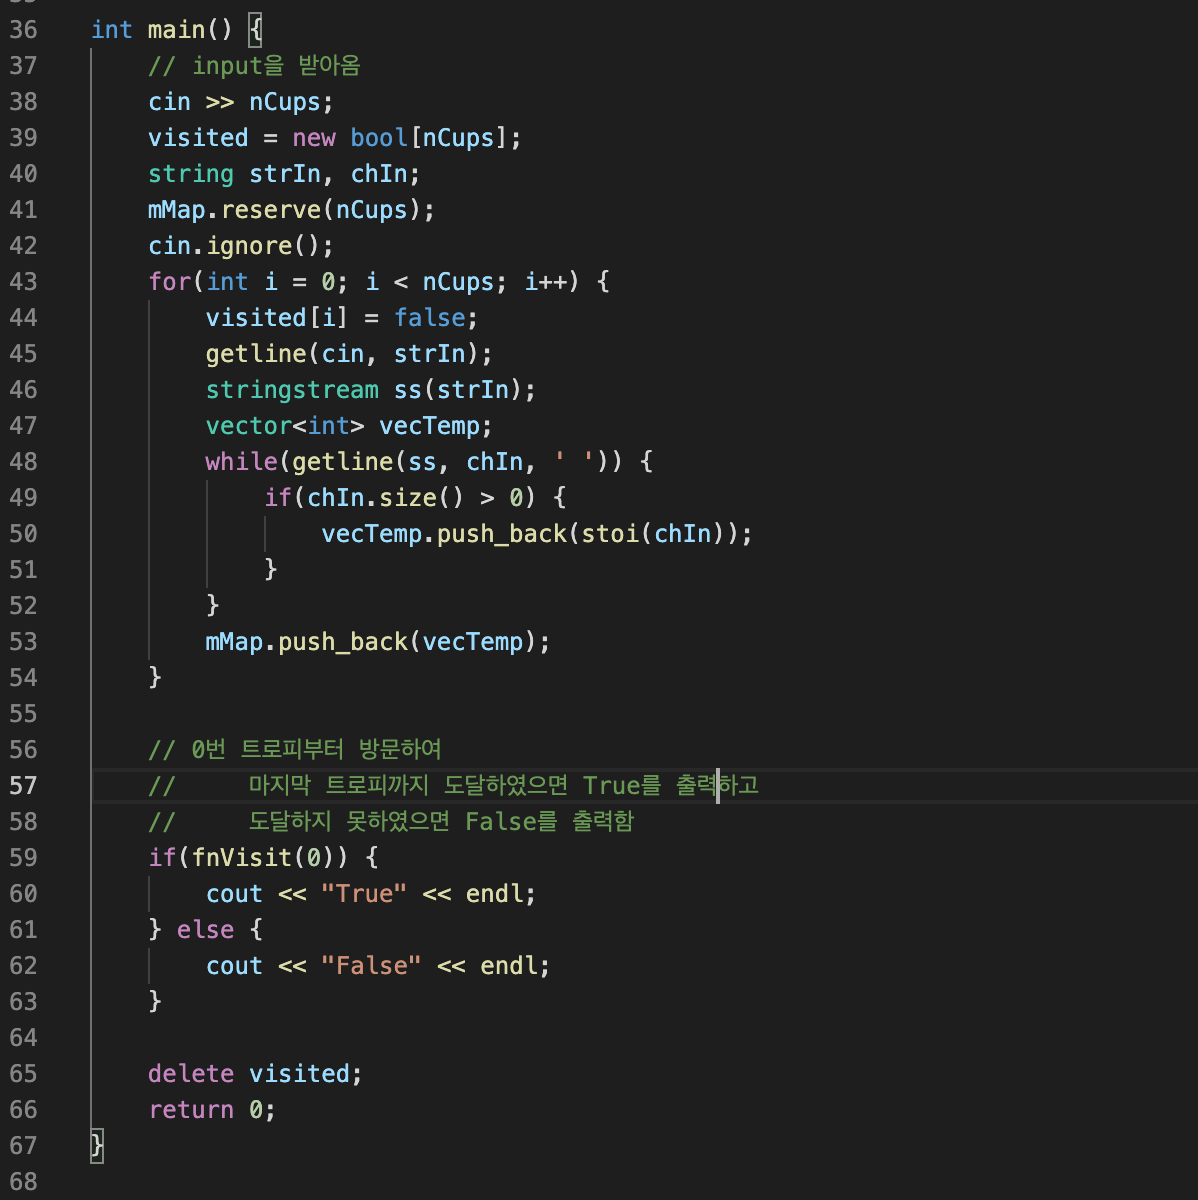 36 int main() {
37 // input을 받아옴
38 cin >> nCups;
39 visited = new bool[nCups];
40 string strIn, chIn;
41 mMap.reserve(nCups);
42 cin.ignore();
43 for(int i = 0; i < nCups; i++) {
44 visited[i] = false;
45 getline(cin, strIn);
46 stringstream ss(strIn);
47 vector<int> vecTemp;
48 while(getline(ss, chIn, ' ')) {
49 if(chIn.size() > 0) {
50 vecTemp.push_back(stoi(chIn));
51 }
52 }
53 mMap.push_back(vecTemp);
54 }
55
56 // 0번 트로피부터 방문하여
57 // 마지막 트로피까지 도달하였으면 True를 출력하고
58 // 도달하지 못하였으면 False를 출력함
59 if(fnVisit(0)) {
60 cout << "True" << endl;
61 } else {
62 cout << "False" << endl;
63 }
64
65 delete visited;
66 return 0;
67 }
68